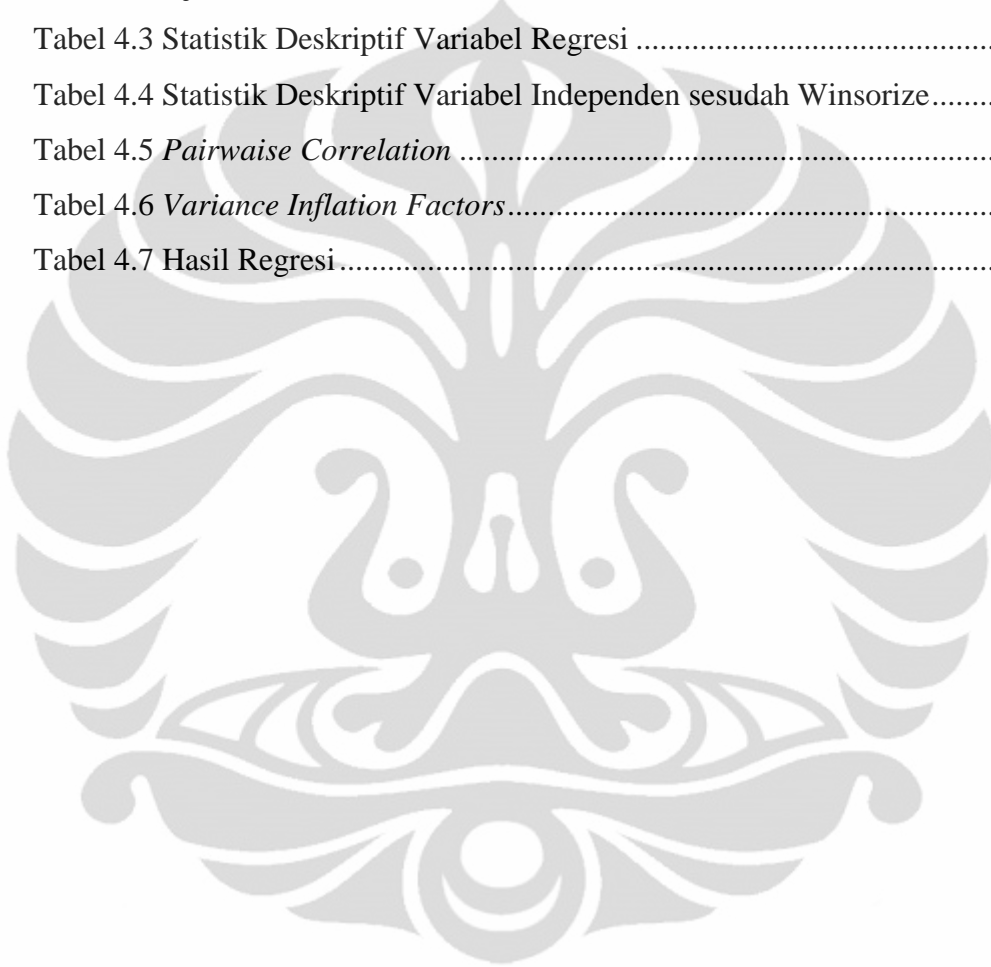 Tabel 4.3 Statistik Deskriptif Variabel Regresi ............................................
Tabel 4.4 Statistik Deskriptif Variabel Independen sesudah Winsorize........
Tabel 4.5 Pairwaise Correlation ...................................................................
Tabel 4.6 Variance Inflation Factors.............................................................
Tabel 4.7 Hasil Regresi..................................................................................